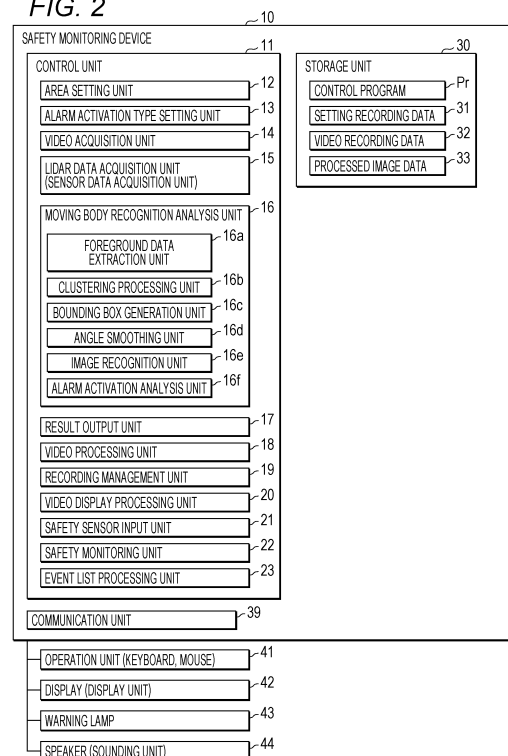 FIG. 2
10
SAFETY MONITORING DEVICE
11
CONTROL UNIT
AREA SETTING UNIT
12
ALARM ACTIVATION TYPE SETTING UNIT
13
VIDEO ACQUISITION UNIT
14
LIDAR DATA ACQUISITION UNIT
(SENSOR DATA ACQUISITION UNIT)
15
MOVING BODY RECOGNITION ANALYSIS UNIT
16
FOREGROUND DATA
EXTRACTION UNIT
16a
CLUSTERING PROCESSING UNIT
16b
BOUNDING BOX GENERATION UNIT
16c
ANGLE SMOOTHING UNIT
16d
IMAGE RECOGNITION UNIT
16e
ALARM ACTIVATION ANALYSIS UNIT
16f
RESULT OUTPUT UNIT
17
VIDEO PROCESSING UNIT
18
RECORDING MANAGEMENT UNIT
19
VIDEO DISPLAY PROCESSING UNIT
20
SAFETY SENSOR INPUT UNIT
21
SAFETY MONITORING UNIT
22
EVENT LIST PROCESSING UNIT
23
30
STORAGE UNIT
CONTROL PROGRAM
Pr
SETTING RECORDING DATA
31
VIDEO RECORDING DATA
32
PROCESSED IMAGE DATA
33
COMMUNICATION UNIT
39
OPERATION UNIT (KEYBOARD, MOUSE)
41
DISPLAY (DISPLAY UNIT)
42
WARNING LAMP
43
SPEAKER (SOUNDING UNIT)
44